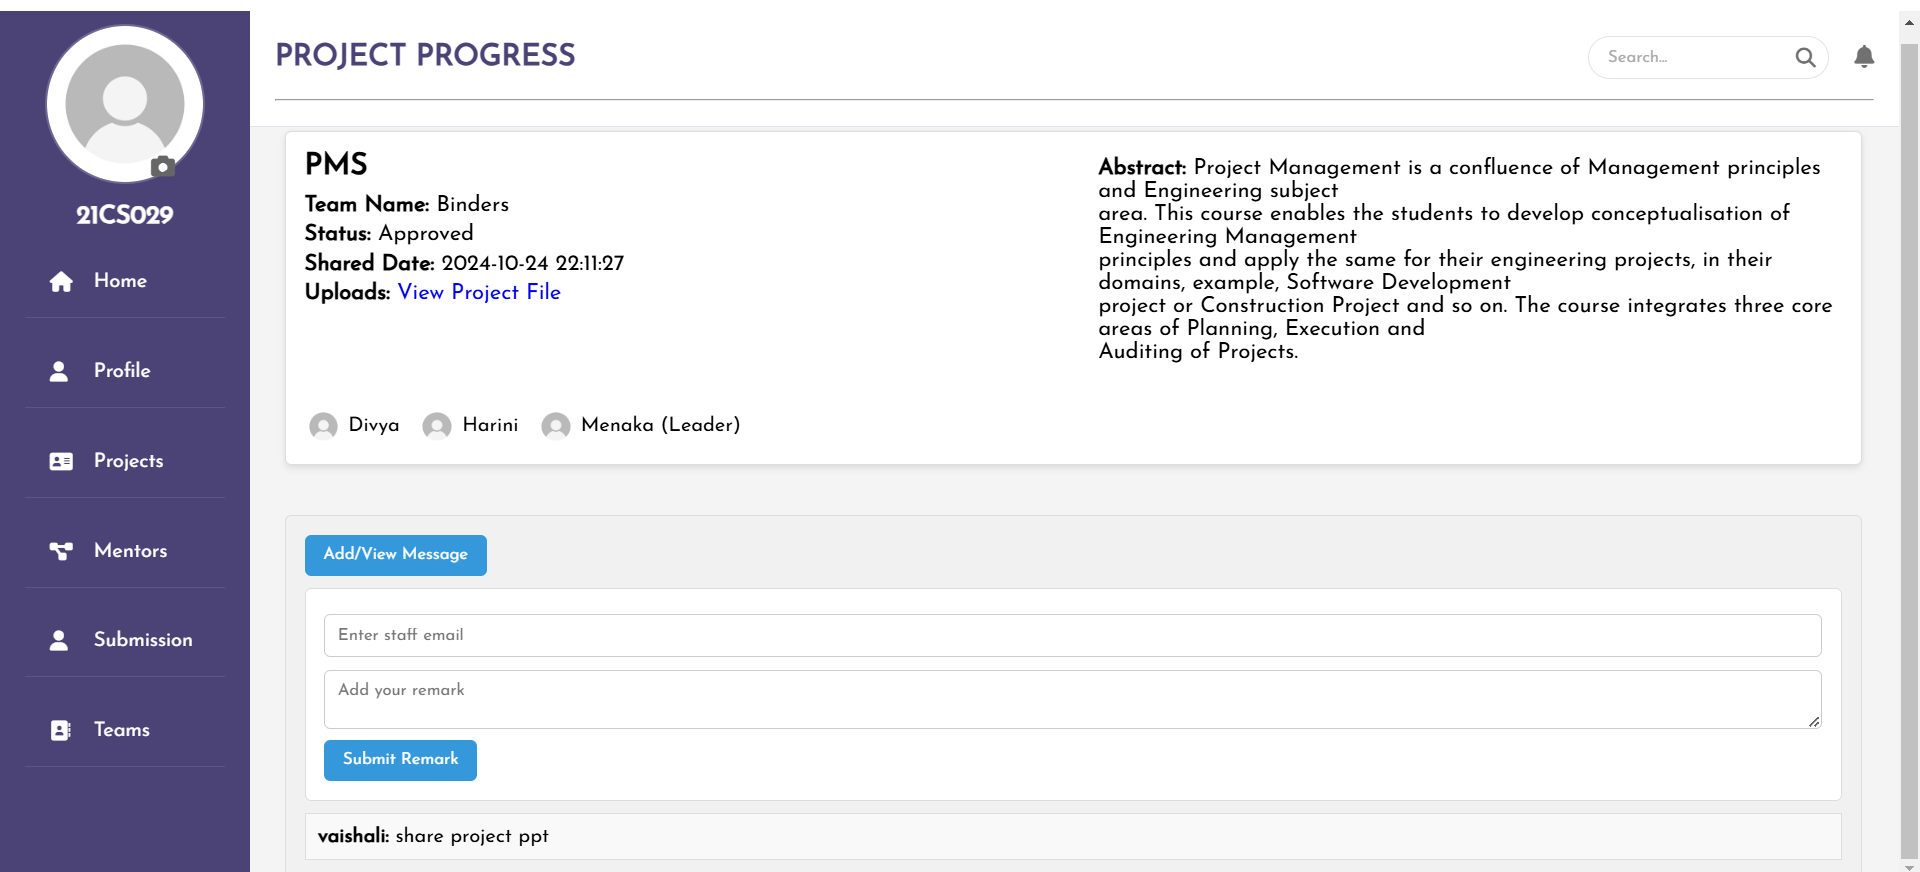 21CS029
Home
Profile
Projects
Mentors
Submission
Teams
PROJECT PROGRESS
Search...
PMS
Team Name: Binders
Status: Approved
Shared Date: 2024-10-24 22:11:27
Uploads: View Project File
Abstract: Project Management is a confluence of Management principles
and Engineering subject
area. This course enables the students to develop conceptualisation of
Engineering Management
principles and apply the same for their engineering projects, in their
domains, example, Software Development
project or Construction Project and so on. The course integrates three core
areas of Planning, Execution and
Auditing of Projects.
Divya Harini Menaka (Leader)
Add/View Message
Enter staff email
Add your remark
Submit Remark
vaishali: share project ppt